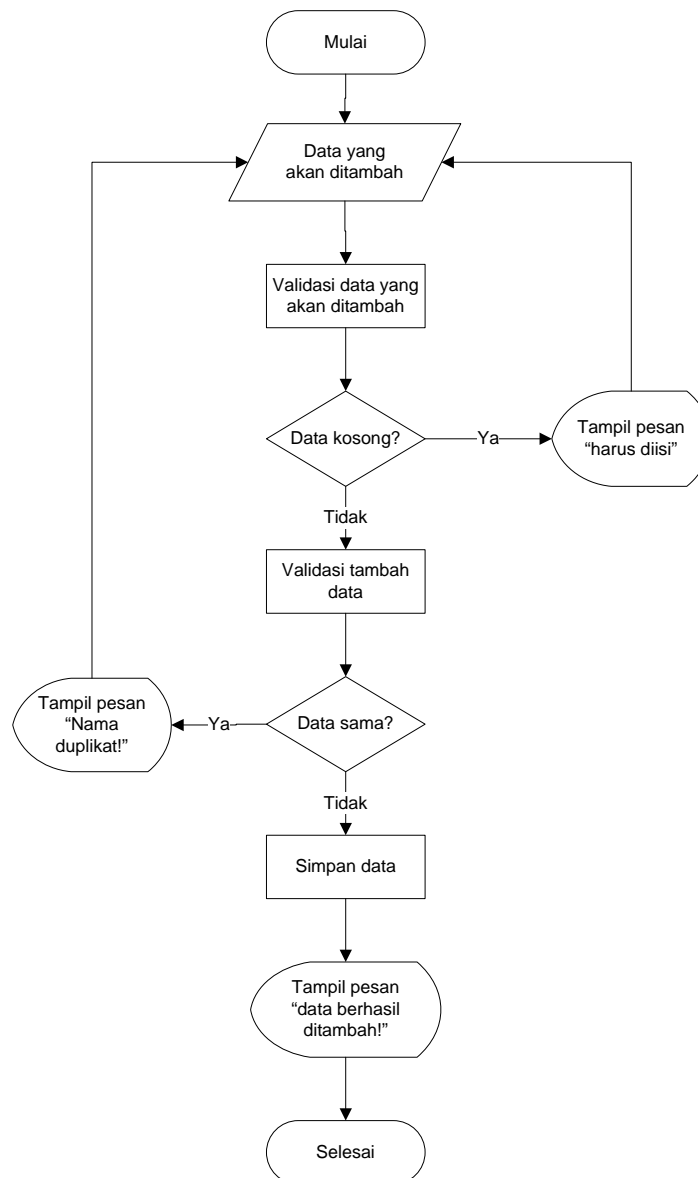 Mulai
Data yang
akan ditambah
Validasi data yang
akan ditambah
Data kosong?
Ya
Tampil pesan
“harus diisi”
Tidak
Validasi tambah
data
Data sama?
Ya
Tampil pesan
“Nama
duplikat!”
Tidak
Simpan data
Tampil pesan
“data berhasil
ditambah!”
Selesai